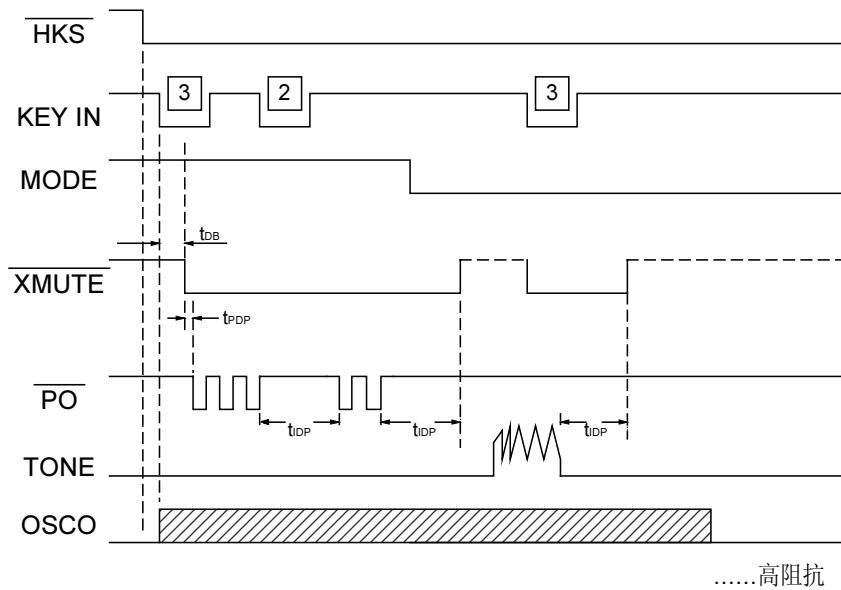 HKS
3 2 3
KEY IN
MODE
tDB
XMUTE
tPDP
PO
tIDP tIDP tIDP
TONE
OSCO
……高阻抗